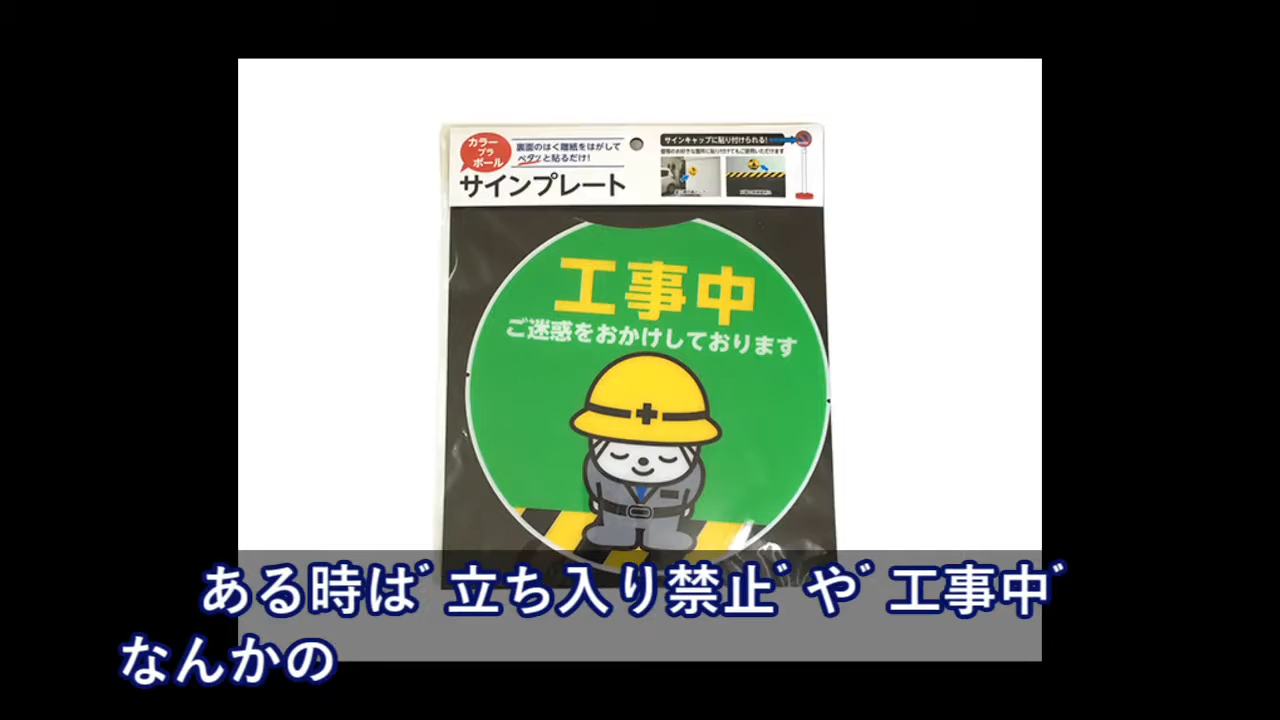 カラー
プラ
ボール
裏面のはく離紙をはがして
ペタッと貼るだけ!
サインプレート
サインキャップに貼り付けられる!
工事中
ご迷惑をおかけしております
ある時は゛立ち入り禁止゛や゛工事中゛
なんかの